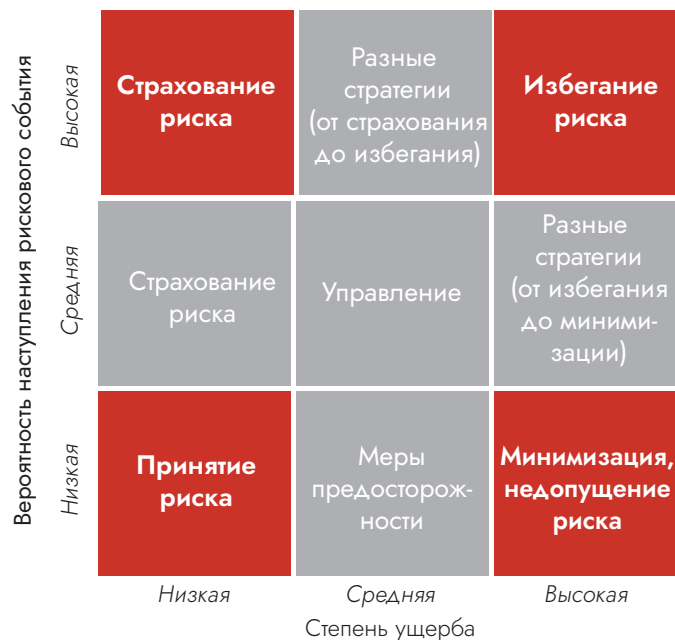 Вероятность наступления рискового события
Высокая
Страхование
риска
Разные
стратегии
(от страхования
до избегания)
Избегание
риска
Средняя
Страхование
риска
Управление
Разные
стратегии
(от избегания
до миними-
зации)
Низкая
Принятие
риска
Меры
предосторож-
ности
Минимизация,
недопущение
риска
Низкая
Средняя
Высокая
Степень ущерба